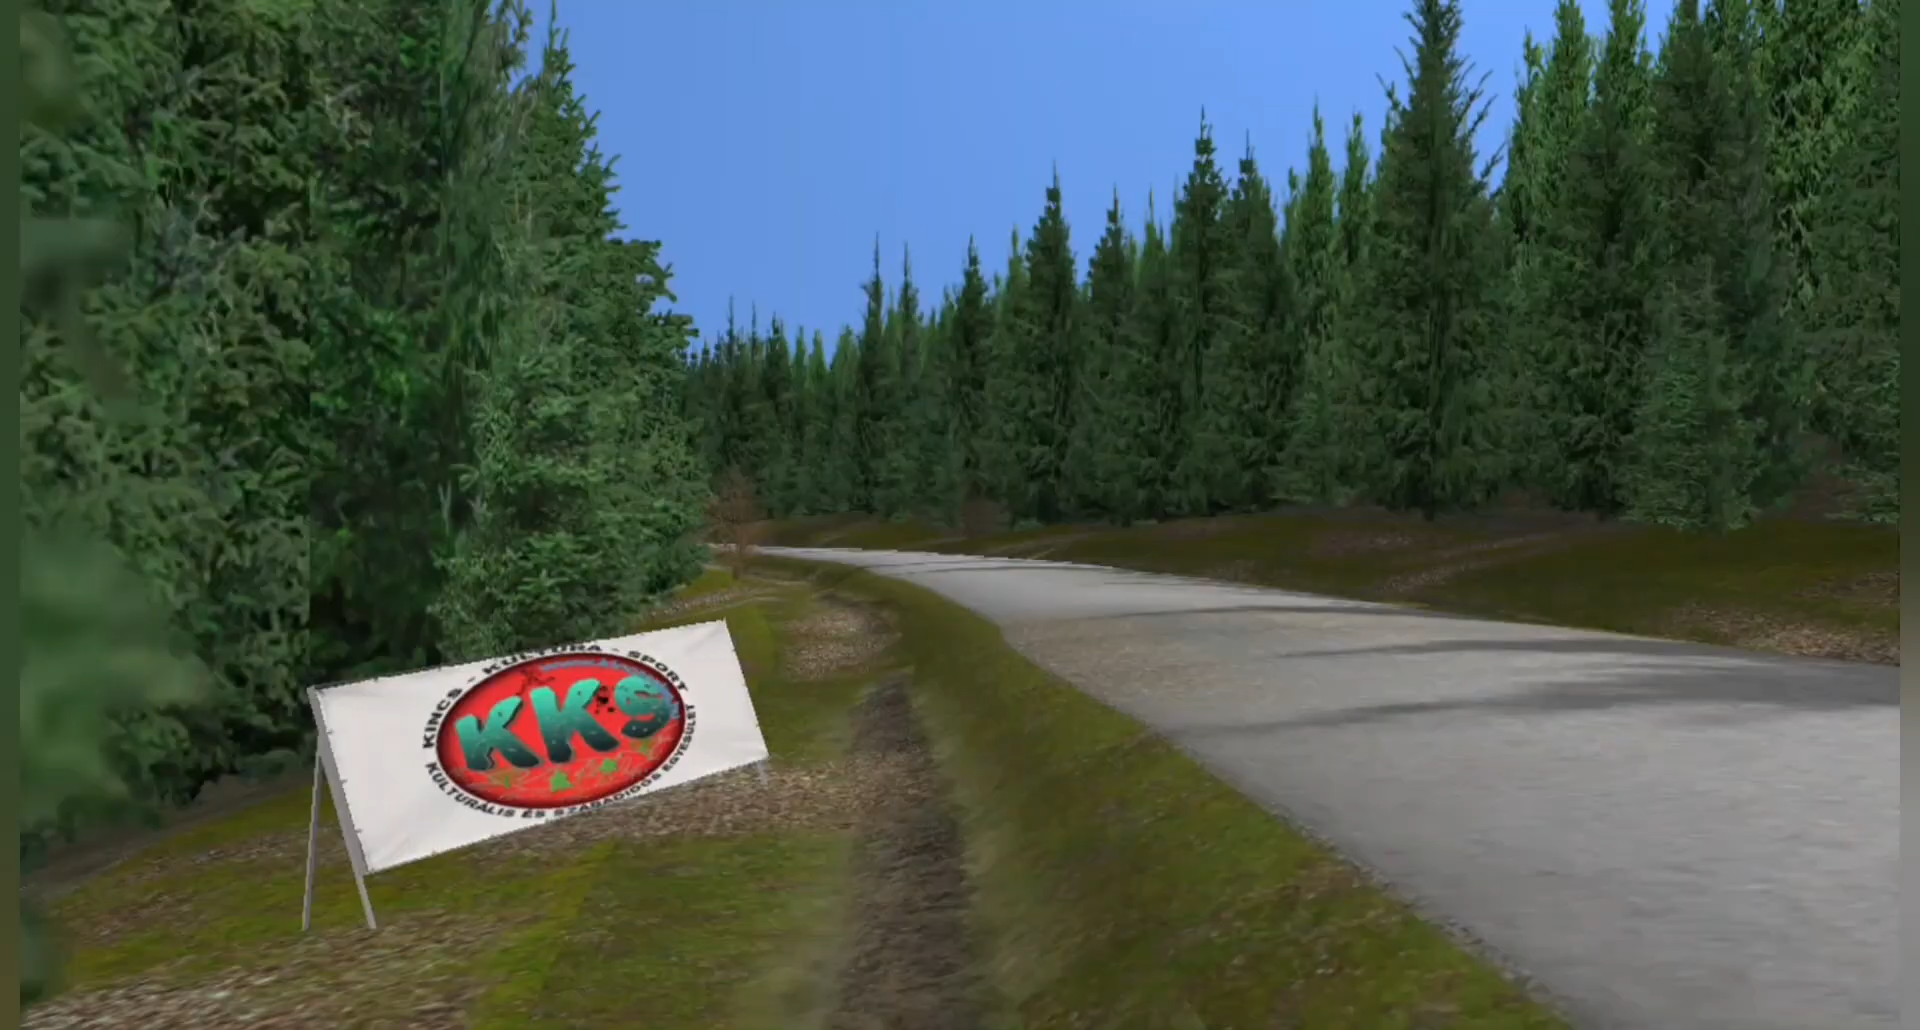 KINCS - KULTÚRA - SPORT
KKS
KULTURÁLIS ÉS SZABADIDŐS EGYESÜLET